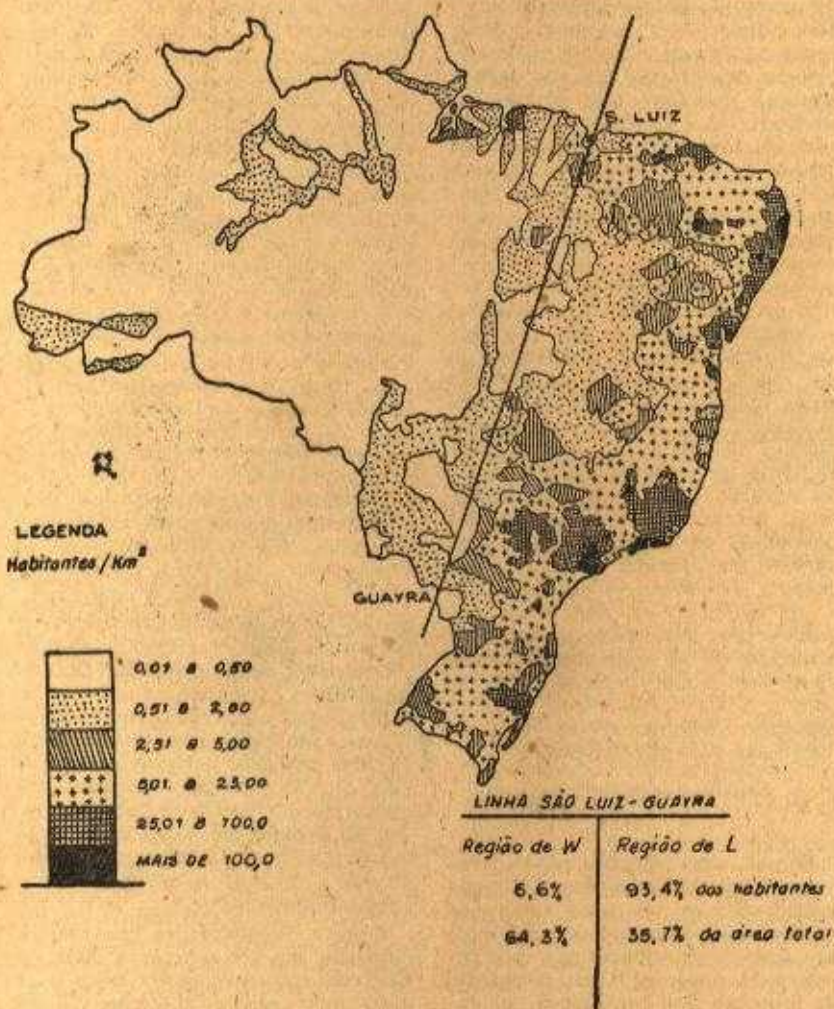 S. LUIZ
GUAYRA
LEGENDA
Habitantes/Km²
0,01 a 0,50
0,51 a 2,00
2,51 a 5,00
5,01. a 25,00
25,01 a 100,0
MAIS DE 100,0
LINHA SÃO LUIZ-GUAYRA
Região de W Região de L
6,6% 93,4% dos habitantes
64,3% 35,7% da área total